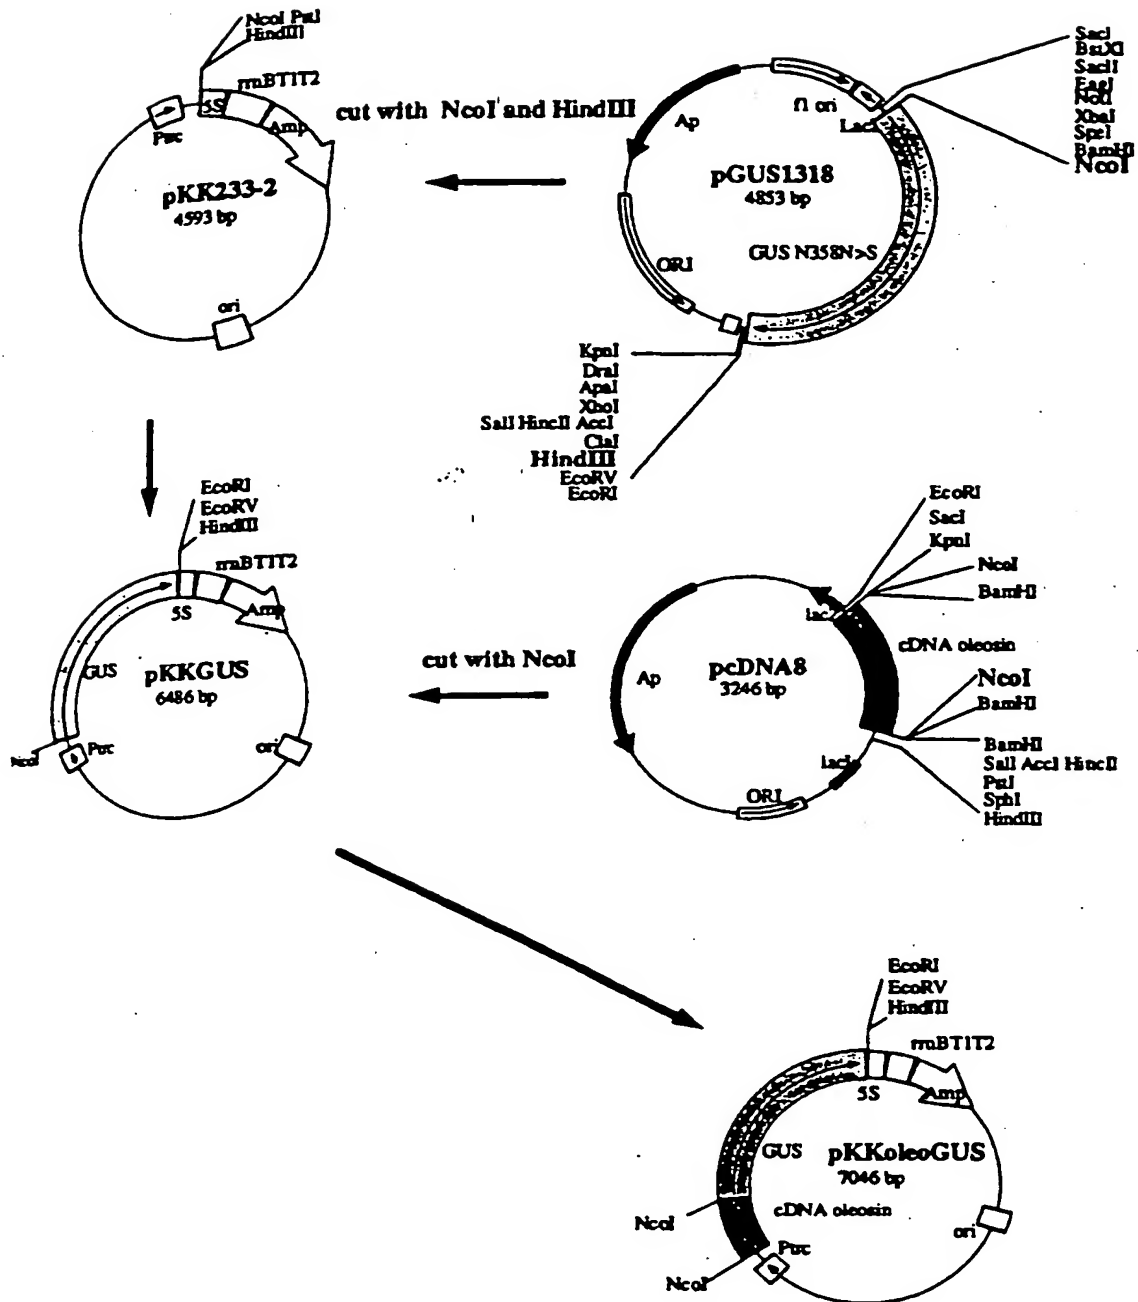 NcoI PstI
HindIII
rrnBT1T2
5S
Ptrc
Amp
pKK233-2
4593 bp
ori
cut with NcoI and HindIII
Ap
f1 ori
Lac
pGUS1318
4853 bp
GUS N358N>S
ORI
SacI
BstXI
SacII
EagI
NotI
XbaI
SpeI
BamHI
NcoI
KpnI
DraI
ApaI
XhoI
SalI HincII AccI
ClaI
HindIII
EcoRV
EcoRI
EcoRI
EcoRV
HindIII
rrnBT1T2
5S
Amp
GUS
pKKGUS
6486 bp
NcoI
Ptrc
ori
cut with NcoI
EcoRI
SacI
KpnI
NcoI
BamHI
lac
cDNA oleosin
Ap
pcDNA8
3246 bp
NcoI
BamHI
BamHI
SalI AccI HincII
PstI
SphI
HindIII
lacI
ORI
EcoRI
EcoRV
HindIII
rrnBT1T2
5S
Amp
GUS
pKKoleoGUS
7046 bp
NcoI
cDNA oleosin
ori
Ptrc
NcoI